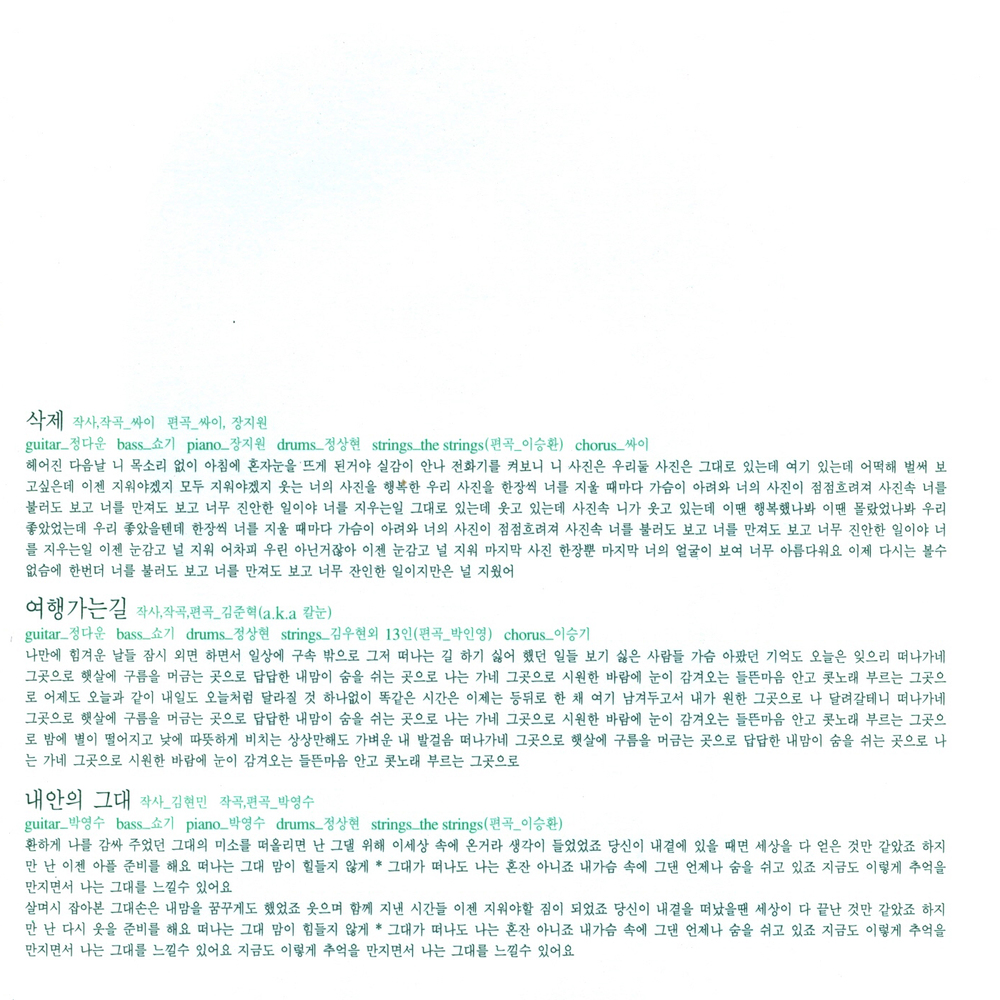 삭제 작사,작곡_싸이 편곡_싸이, 장지원
guitar_정다운 bass_쇼기 piano_장지원 drums_정상현 strings_the strings(편곡_이승환) chorus_싸이
헤어진 다음날 니 목소리 없이 아침에 혼자눈을 뜨게 된거야 실감이 안나 전화기를 켜보니 니 사진은 우리둘 사진은 그대로 있는데 여기 있는데 어떡해 벌써 보
고싶은데 이젠 지워야겠지 모두 지워야겠지 웃는 너의 사진을 행복한 우리 사진을 한장씩 너를 지울 때마다 가슴이 아려와 너의 사진이 점점흐려져 사진속 너를
불러도 보고 너를 만져도 보고 너무 진안한 일이야 너를 지우는일 그대로 있는데 웃고 있는데 사진속 니가 웃고 있는데 이땐 행복했나봐 이땐 몰랐었나봐 우리
좋았었는데 우리 좋았을텐데 한장씩 너를 지울 때마다 가슴이 아려와 너의 사진이 점점흐려져 사진속 너를 불러도 보고 너를 만져도 보고 너무 진안한 일이야 너
를 지우는일 이젠 눈감고 널 지워 어차피 우린 아닌거잖아 이젠 눈감고 널 지워 마지막 사진 한장뿐 마지막 너의 얼굴이 보여 너무 아름다워요 이제 다시는 볼수
없슴에 한번더 너를 불러도 보고 너를 만져도 보고 너무 잔인한 일이지만은 널 지웠어
여행가는길 작사,작곡,편곡_김준혁(a.k.a 칼눈)
guitar_정다운 bass_쇼기 drums_정상현 strings_김우현외 13인(편곡_박인영) chorus_이승기
나만에 힘겨운 날들 잠시 외면 하면서 일상에 구속 밖으로 그저 떠나는 길 하기 싫어 했던 일들 보기 싫은 사람들 가슴 아팠던 기억도 오늘은 잊으리 떠나가네
그곳으로 햇살에 구름을 머금는 곳으로 답답한 내맘이 숨을 쉬는 곳으로 나는 가네 그곳으로 시원한 바람에 눈이 감겨오는 들뜬마음 안고 콧노래 부르는 그곳으
로 어제도 오늘과 같이 내일도 오늘처럼 달라질 것 하나없이 똑같은 시간은 이제는 등뒤로 한 채 여기 남겨두고서 내가 원한 그곳으로 나 달려갈테니 떠나가네
그곳으로 햇살에 구름을 머금는 곳으로 답답한 내맘이 숨을 쉬는 곳으로 나는 가네 그곳으로 시원한 바람에 눈이 감겨오는 들뜬마음 안고 콧노래 부르는 그곳으
로 밤에 별이 떨어지고 낮에 따뜻하게 비치는 상상만해도 가벼운 내 발걸음 떠나가네 그곳으로 햇살에 구름을 머금는 곳으로 답답한 내맘이 숨을 쉬는 곳으로 나
는 가네 그곳으로 시원한 바람에 눈이 감겨오는 들뜬마음 안고 콧노래 부르는 그곳으로
내안의 그대 작사_김현민 작곡,편곡_박영수
guitar_박영수 bass_쇼기 piano_박영수 drums_정상현 strings_the strings(편곡_이승환)
환하게 나를 감싸 주었던 그대의 미소를 떠올리면 난 그댈 위해 이세상 속에 온거라 생각이 들었었죠 당신이 내곁에 있을 때면 세상을 다 얻은 것만 같았죠 하지
만 난 이젠 아플 준비를 해요 떠나는 그대 맘이 힘들지 않게 * 그대가 떠나도 나는 혼잔 아니죠 내가슴 속에 그댄 언제나 숨을 쉬고 있죠 지금도 이렇게 추억을
만지면서 나는 그대를 느낄수 있어요
살며시 잡아본 그대손은 내맘을 꿈꾸게도 했었죠 웃으며 함께 지낸 시간들 이젠 지워야할 짐이 되었죠 당신이 내곁을 떠났을땐 세상이 다 끝난 것만 같았죠 하지
만 난 다시 웃을 준비를 해요 떠나는 그대 맘이 힘들지 않게 * 그대가 떠나도 나는 혼잔 아니죠 내가슴 속에 그댄 언제나 숨을 쉬고 있죠 지금도 이렇게 추억을
만지면서 나는 그대를 느낄수 있어요 지금도 이렇게 추억을 만지면서 나는 그대를 느낄수 있어요